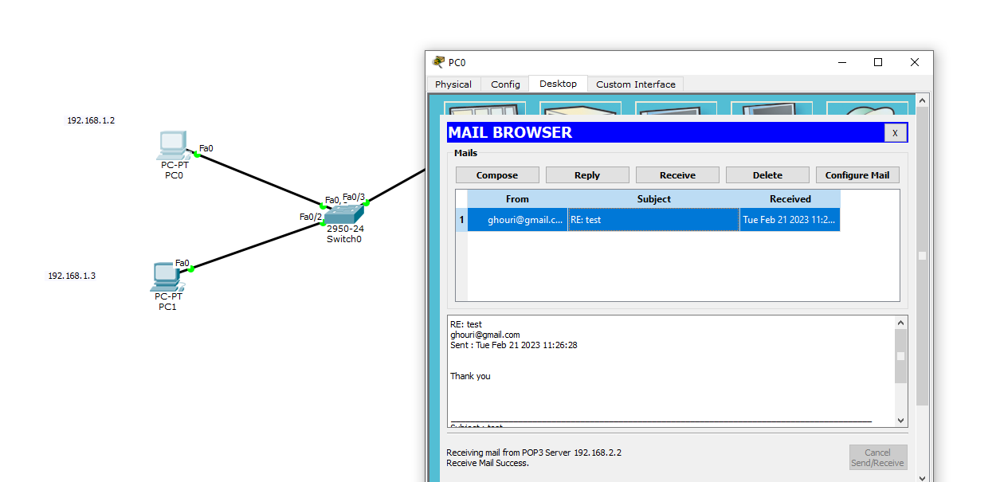 192.168.1.2
Fa0
PC-PT
PC0
Fa0/3
Fa0/2
2950-24
Switch0
192.168.1.3
Fa0
PC-PT
PC1
PC0
Physical Config Desktop Custom Interface
MAIL BROWSER
X
Mails
Compose Reply Receive Delete Configure Mail
From Subject Received
1 ghouri@gmail.c... RE: test Tue Feb 21 2023 11:2...
RE: test
ghouri@gmail.com
Sent : Tue Feb 21 2023 11:26:28
Thank you
Subject : test
Receiving mail from POP3 Server 192.168.2.2
Receive Mail Success.
Cancel
Send/Receive